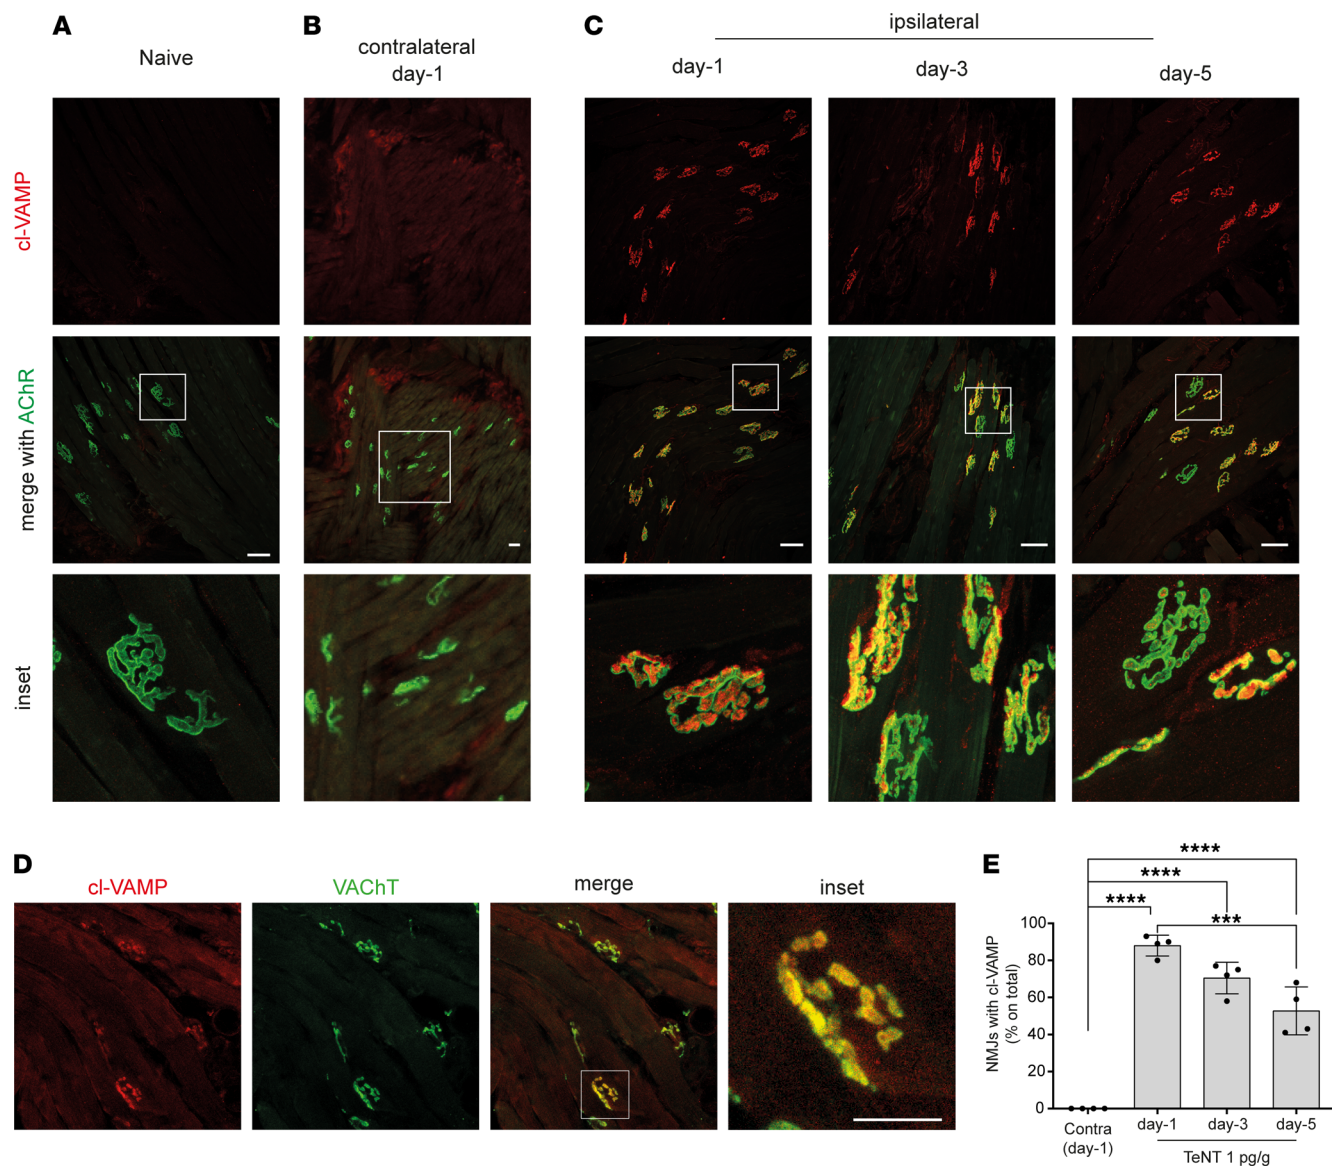 A
Naive
B
contralateral
day-1
C
ipsilateral
day-1
day-3
day-5
cl-VAMP
merge with AChR
inset
D
cl-VAMP
VAChT
merge
inset
E
****
****
****
***
NMJs with cl-VAMP
(% on total)
100
80
60
40
20
0
Contra
(day-1)
day-1
day-3
day-5
TeNT 1 pg/g